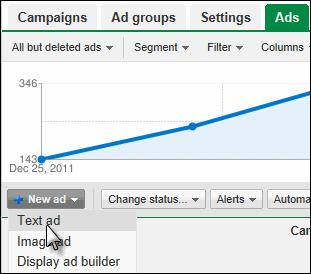 Campaigns Ad groups Settings Ads
All but deleted ads Segment Filter Columns
346
143
Dec 25, 2011
New ad Change status... Alerts Automa
Text ad
Image ad
Display ad builder
Can